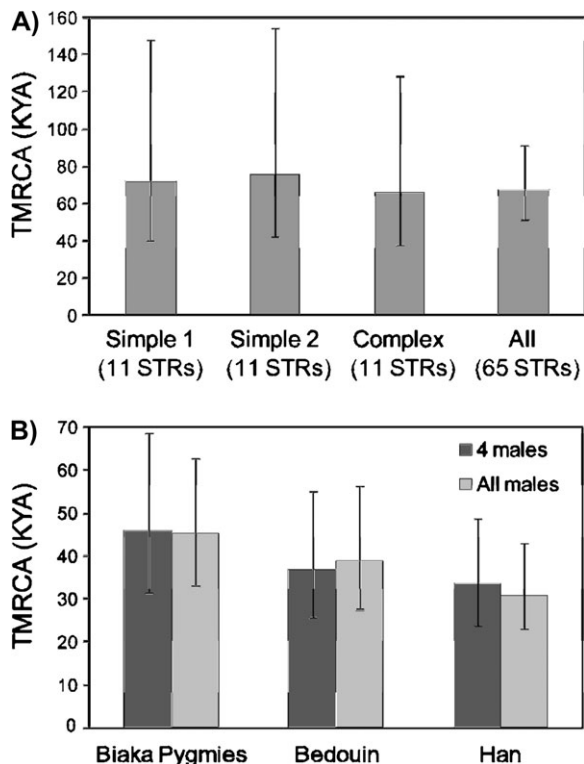 A)
TMRCA (KYA)
160
140
120
100
80
60
40
20
0
Simple 1 Simple 2 Complex All
(11 STRs) (11 STRs) (11 STRs) (65 STRs)
B)
TMRCA (KYA)
70
60
50
40
30
20
10
0
4 males
All males
Biaka Pygmies Bedouin Han